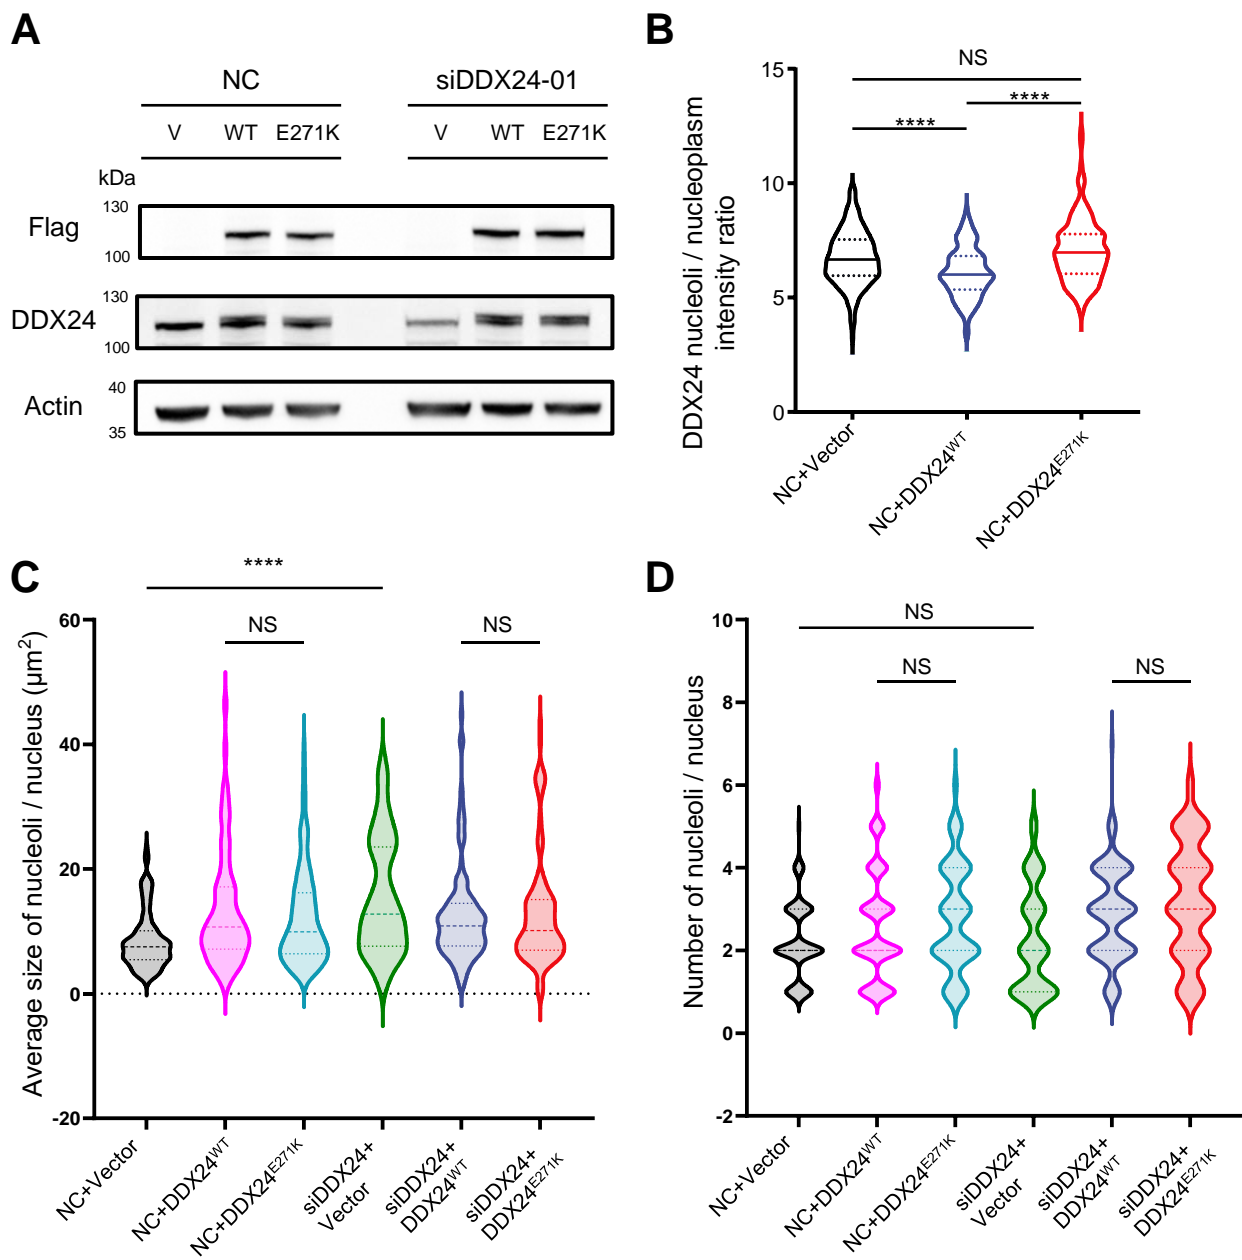 A
NC
siDDX24-01
V WT E271K V WT E271K
kDa
Flag
130
100
DDX24
130
100
Actin
40
35
B
DDX24 nucleoli / nucleoplasm
intensity ratio
15
10
5
0
NS
****
****
NC+Vector
NC+DDX24WT
NC+DDX24E271K
C
Average size of nucleoli / nucleus (µm2)
60
40
20
0
-20
****
NS
NS
NC+Vector
NC+DDX24WT
NC+DDX24E271K
siDDX24+
Vector
siDDX24+
DDX24WT
siDDX24+
DDX24E271K
D
Number of nucleoli / nucleus
10
8
6
4
2
0
-2
NS
NS
NS
NC+Vector
NC+DDX24WT
NC+DDX24E271K
siDDX24+
Vector
siDDX24+
DDX24WT
siDDX24+
DDX24E271K